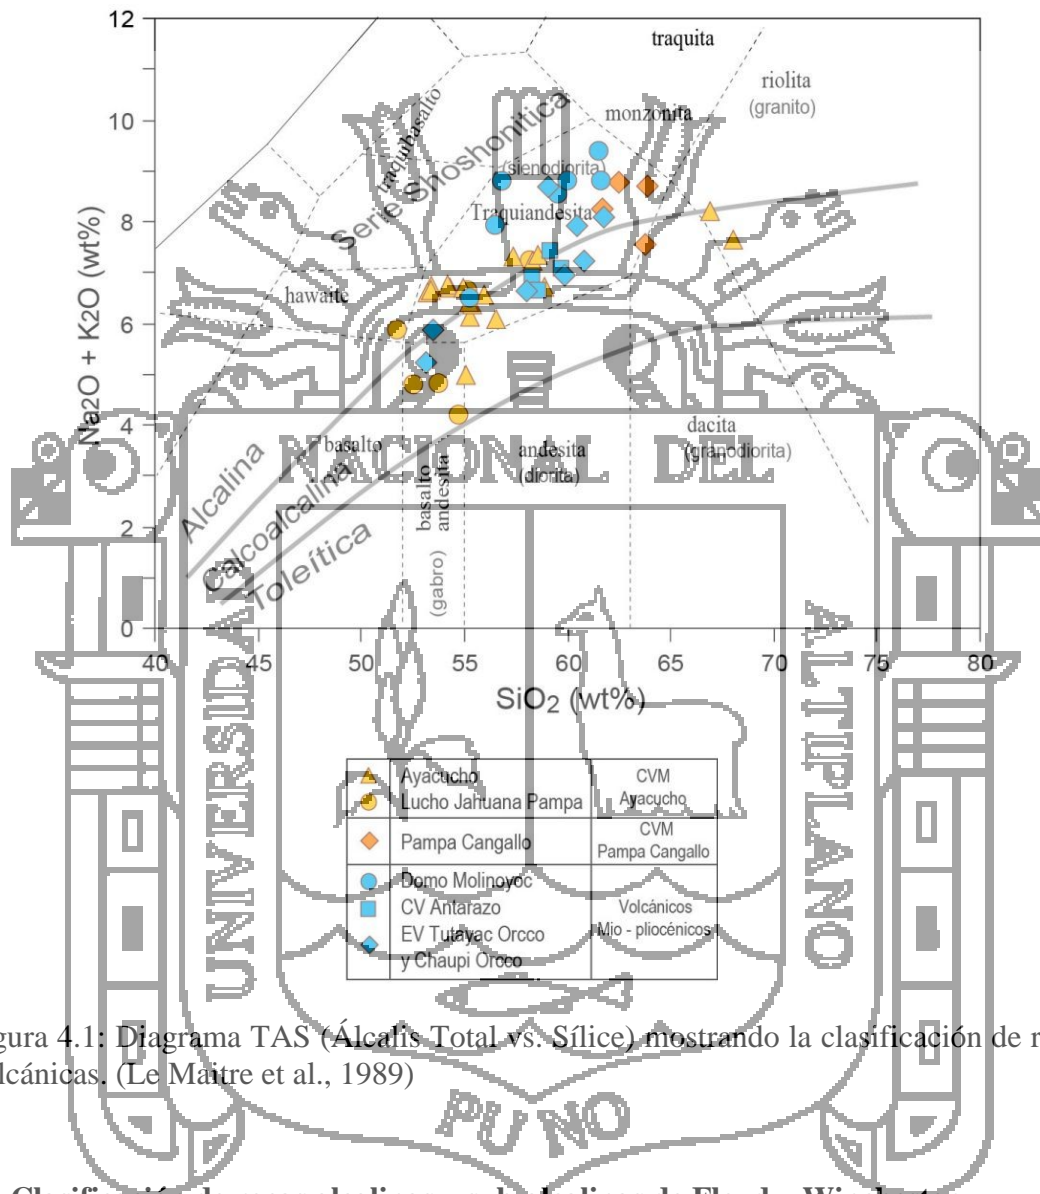 12
10
8
6
4
2
0
40 45 50 55 60 65 70 75 80
Na2O + K2O (wt%)
SiO2 (wt%)
traquita
riolita
(granito)
monzonita
traquibasalto
Serie Shoshonitica
(sienodiorita)
Traquiandesita
hawaite
Alcalina
Calcoalcalina
Toleítica
basalto
basalto
andesita
(gabro)
andesita
(diorita)
dacita
(granodiorita)
NACIONAL DEL
UNIVERSIDAD
ALTIPLANO
PUNO
Ayacucho
Lucho Jahuana Pampa
CVM
Ayacucho
Pampa Cangallo
CVM
Pampa Cangallo
Domo Molinoyoc
CV Antarazo
EV Tutayac Orcco
y Chaupi Orcco
Volcánicos
Mio - pliocénicos
gura 4.1: Diagrama TAS (Álcalis Total vs. Sílice) mostrando la clasificación de r
lcánicas. (Le Maitre et al., 1989)